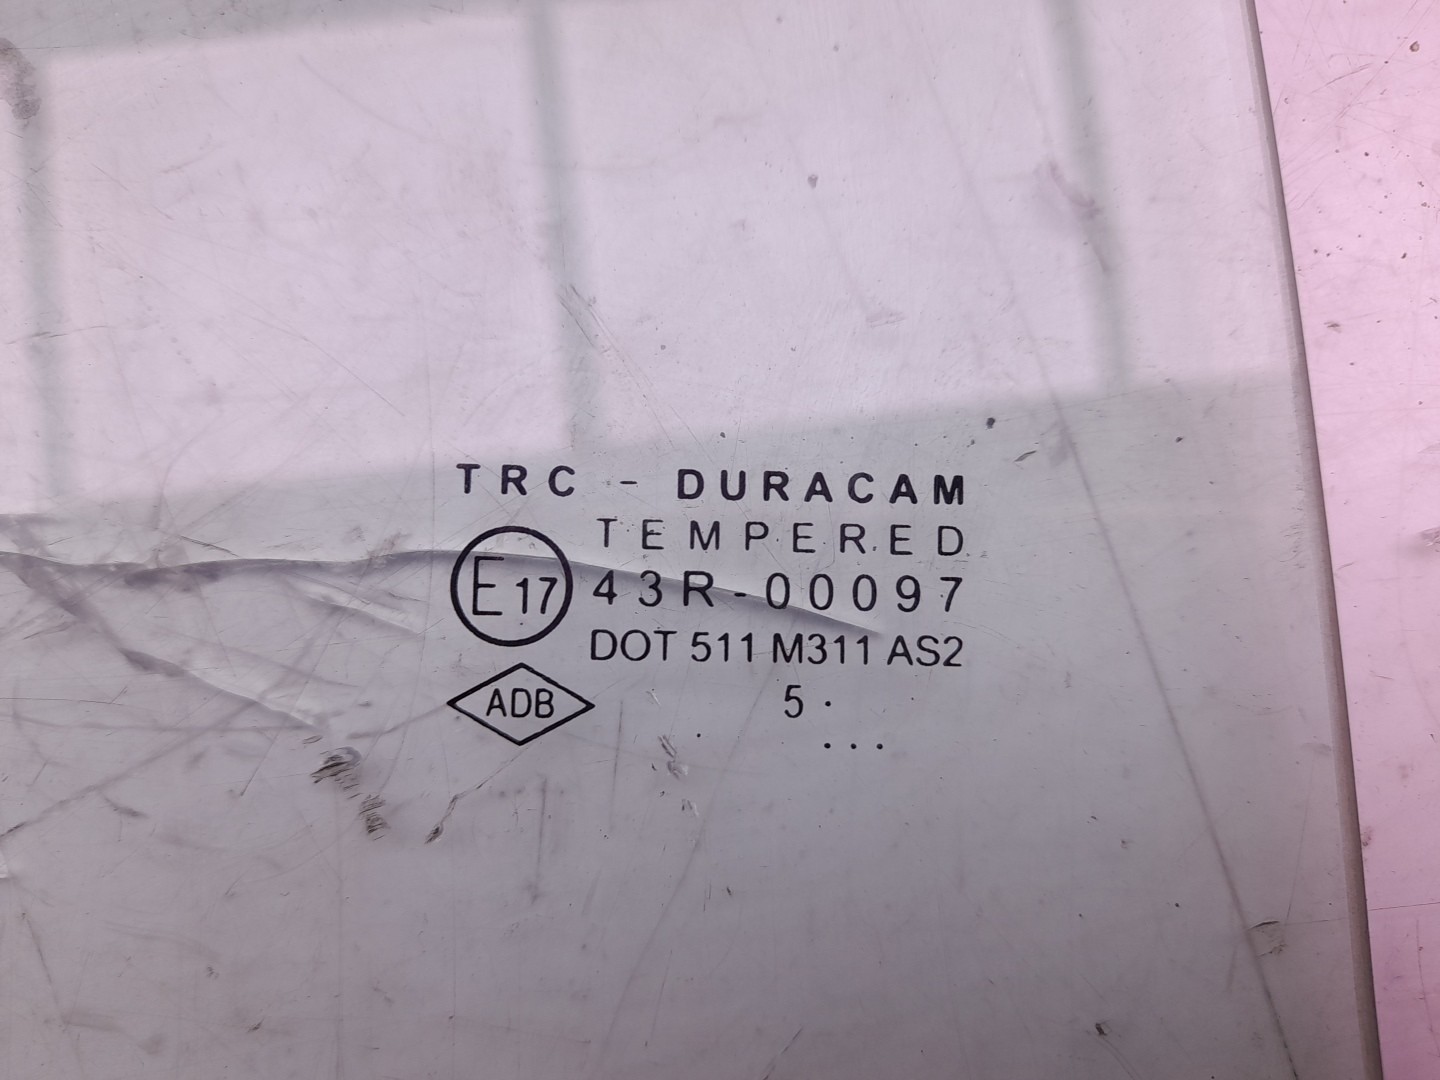 TRC - DURACAM
TEMPERED
E17 43R-00097
DOT 511 M311 AS2
ADB 5 .
...